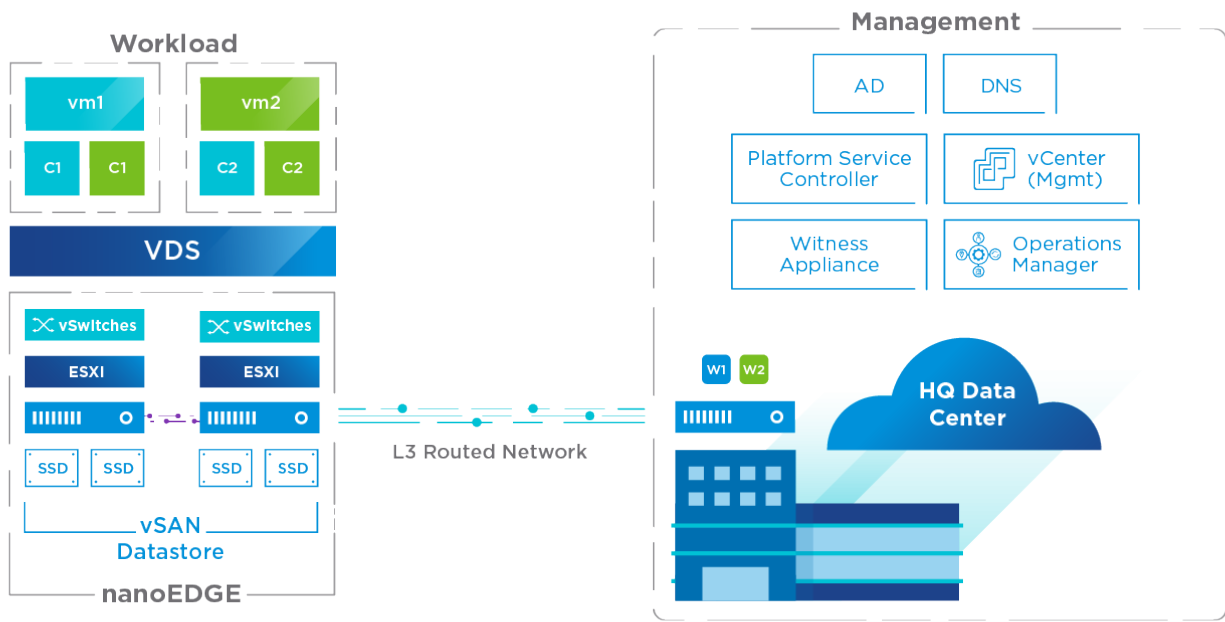 Workload
vm1
vm2
C1
C1
C2
C2
VDS
vSwitches
vSwitches
ESXI
ESXI
SSD
SSD
SSD
SSD
vSAN
Datastore
nanoEDGE
L3 Routed Network
Management
AD
DNS
Platform Service
Controller
vCenter
(Mgmt)
Witness
Appliance
Operations
Manager
W1
W2
HQ Data
Center